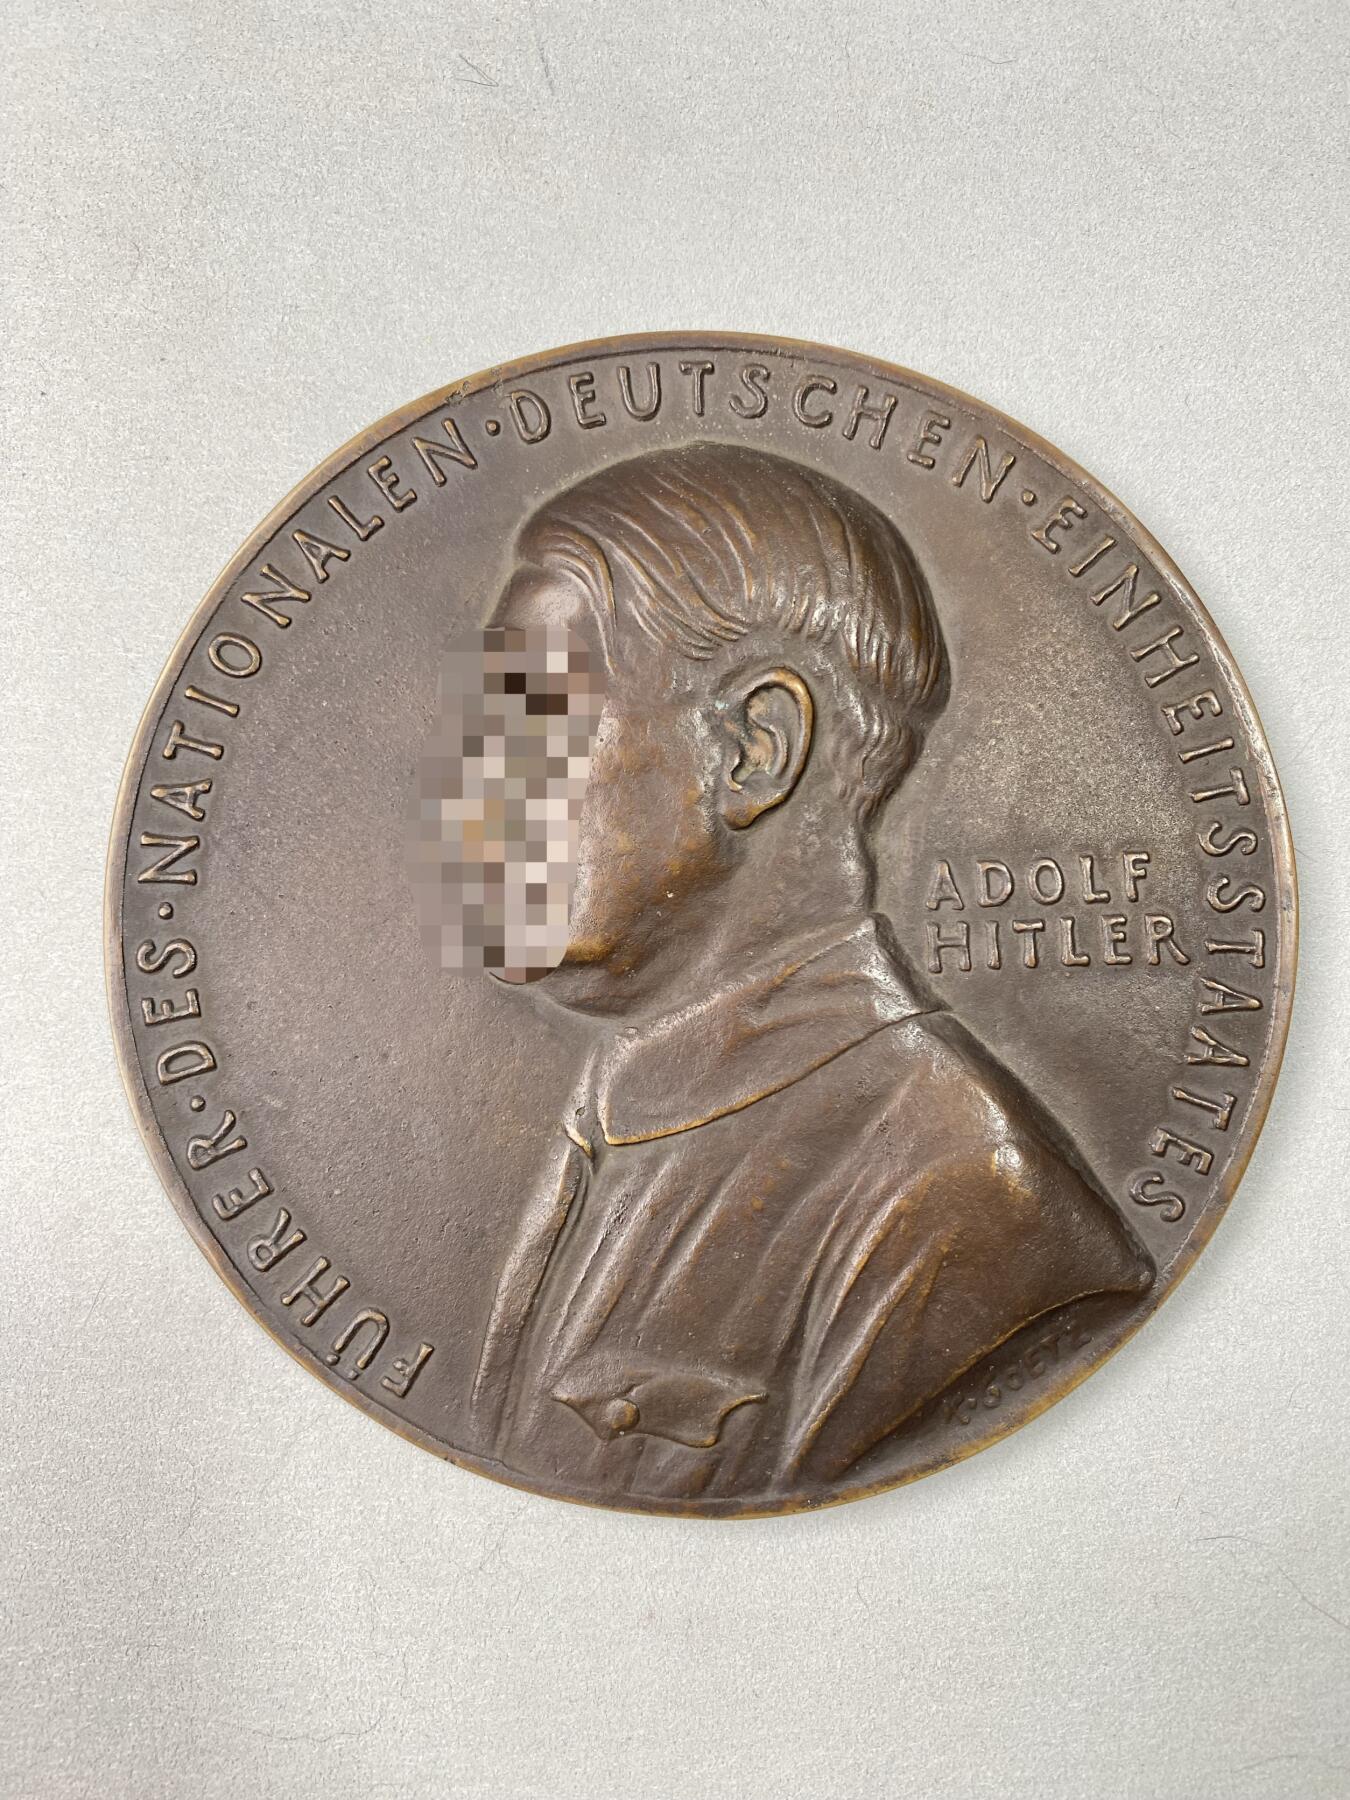 FÜHRER·DES·NATIONALEN·DEUTSCHEN·EINHEITSSTAATES
ADOLF
HITLER
K·GOETZ